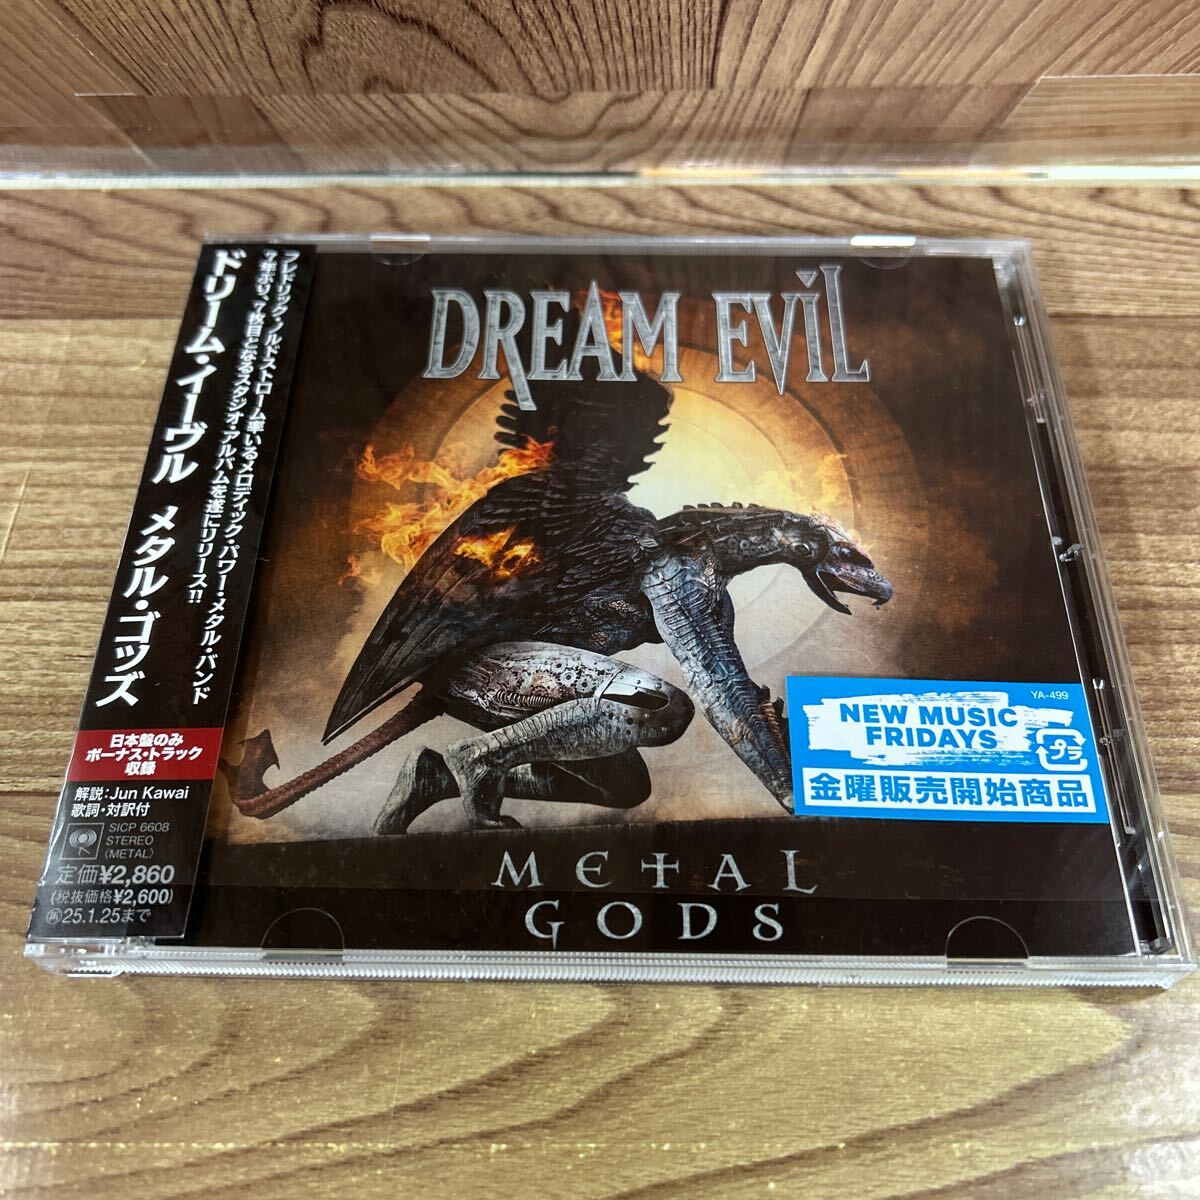 フレドリック・ノルドストローム率いるメロディック・パワー・メタル・バンド
7年ぶり、7枚目となるスタジオ・アルバムを遂にリリース!!
ドリーム・イーヴル メタル・ゴッズ
日本盤のみ
ボーナス・トラック
収録
解説:Jun Kawai
歌詞・対訳付
SICP 6608
STEREO
(METAL)
定価¥2,860
(税抜価格¥2,600)
再25.1.25まで
DREAM EVIL
YA-499
NEW MUSIC
FRIDAYS
プラ
金曜販売開始商品
METAL
GODS